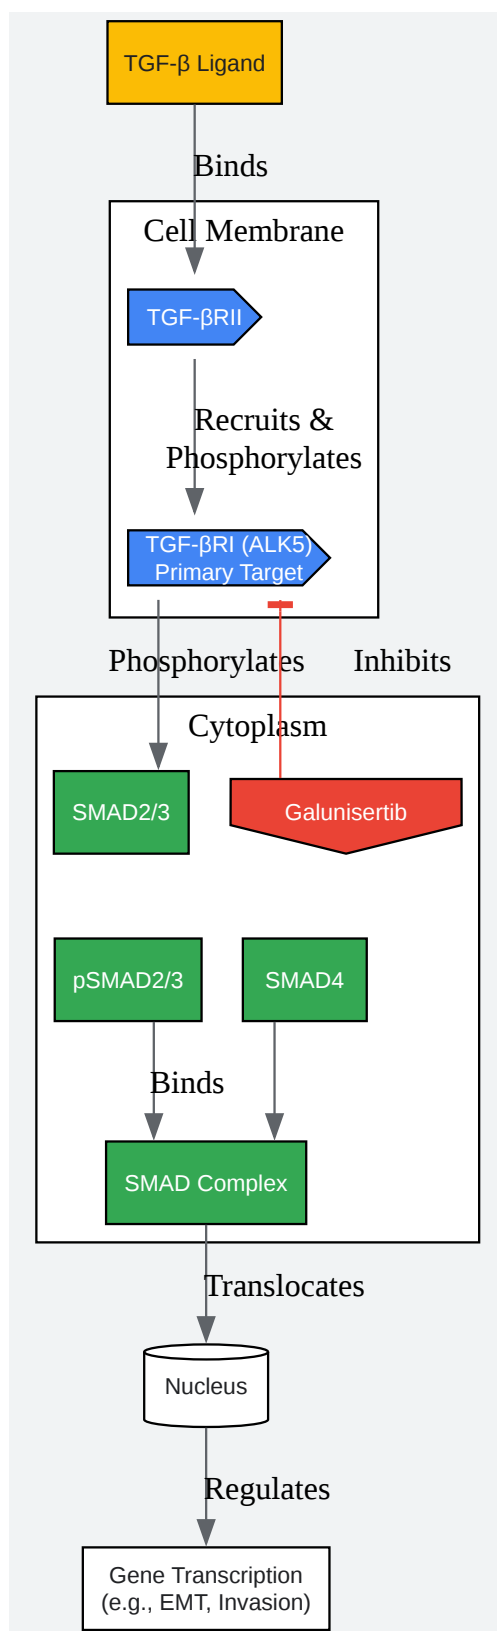 TGF-β Ligand
Binds
Cell Membrane
TGF-βRII
Recruits &
Phosphorylates
TGF-βRI (ALK5)
Primary Target
Phosphorylates
Inhibits
Cytoplasm
SMAD2/3
Galunisertib
pSMAD2/3
SMAD4
Binds
SMAD Complex
Translocates
Nucleus
Regulates
Gene Transcription
(e.g., EMT, Invasion)